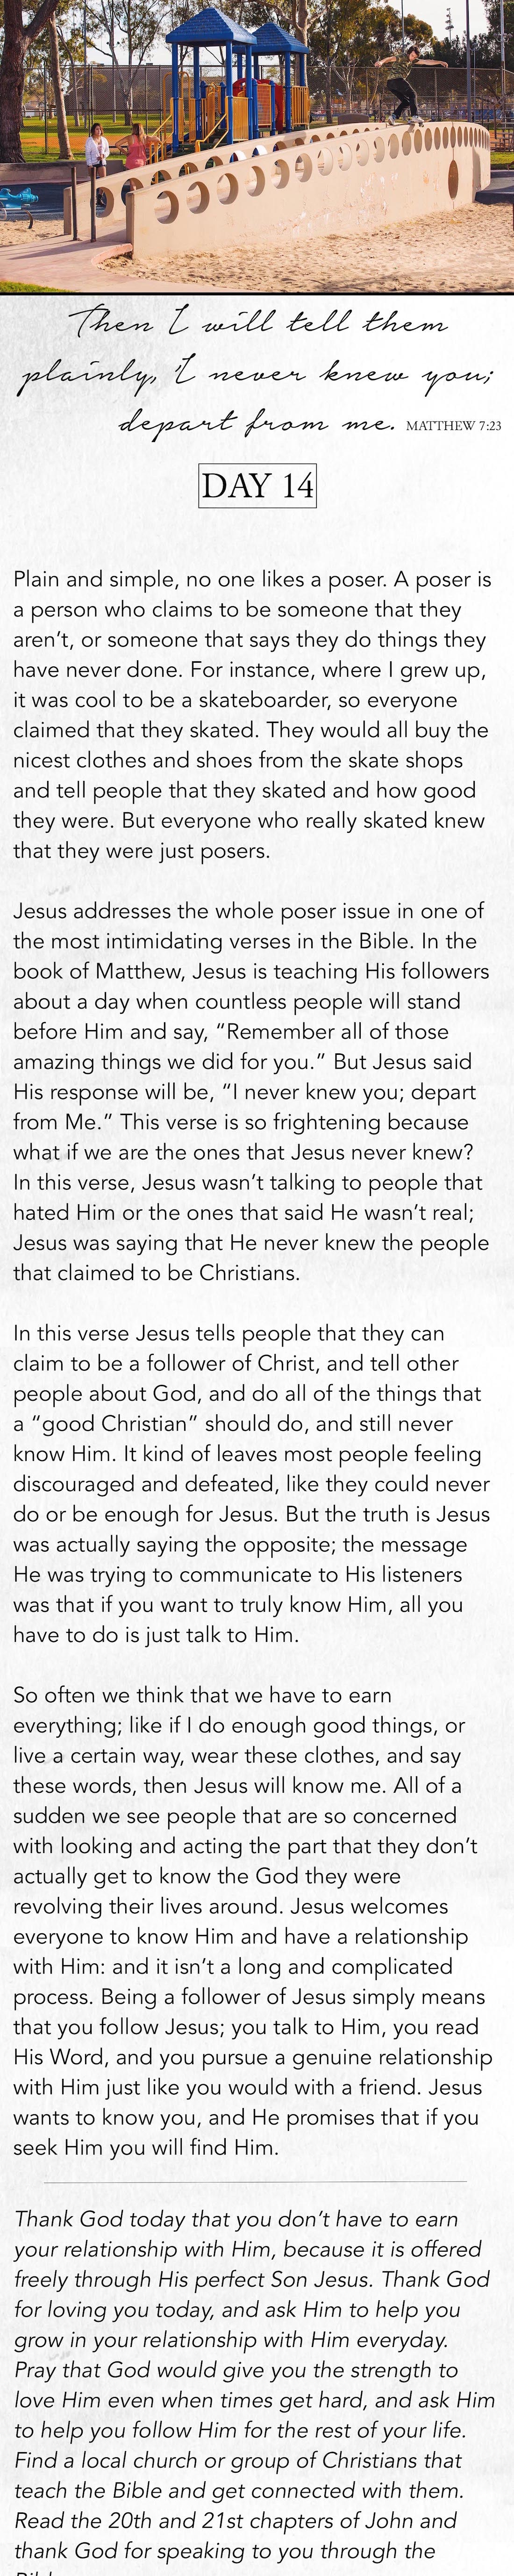 Then I will tell them
plainly, 'I never knew you;
depart from me. MATTHEW 7:23
DAY 14
Plain and simple, no one likes a poser. A poser is
a person who claims to be someone that they
aren’t, or someone that says they do things they
have never done. For instance, where I grew up,
it was cool to be a skateboarder, so everyone
claimed that they skated. They would all buy the
nicest clothes and shoes from the skate shops
and tell people that they skated and how good
they were. But everyone who really skated knew
that they were just posers.
Jesus addresses the whole poser issue in one of
the most intimidating verses in the Bible. In the
book of Matthew, Jesus is teaching His followers
about a day when countless people will stand
before Him and say, “Remember all of those
amazing things we did for you.” But Jesus said
His response will be, “I never knew you; depart
from Me.” This verse is so frightening because
what if we are the ones that Jesus never knew?
In this verse, Jesus wasn’t talking to people that
hated Him or the ones that said He wasn’t real;
Jesus was saying that He never knew the people
that claimed to be Christians.
In this verse Jesus tells people that they can
claim to be a follower of Christ, and tell other
people about God, and do all of the things that
a “good Christian” should do, and still never
know Him. It kind of leaves most people feeling
discouraged and defeated, like they could never
do or be enough for Jesus. But the truth is Jesus
was actually saying the opposite; the message
He was trying to communicate to His listeners
was that if you want to truly know Him, all you
have to do is just talk to Him.
So often we think that we have to earn
everything; like if I do enough good things, or
live a certain way, wear these clothes, and say
these words, then Jesus will know me. All of a
sudden we see people that are so concerned
with looking and acting the part that they don’t
actually get to know the God they were
revolving their lives around. Jesus welcomes
everyone to know Him and have a relationship
with Him: and it isn’t a long and complicated
process. Being a follower of Jesus simply means
that you follow Jesus; you talk to Him, you read
His Word, and you pursue a genuine relationship
with Him just like you would with a friend. Jesus
wants to know you, and He promises that if you
seek Him you will find Him.
Thank God today that you don’t have to earn
your relationship with Him, because it is offered
freely through His perfect Son Jesus. Thank God
for loving you today, and ask Him to help you
grow in your relationship with Him everyday.
Pray that God would give you the strength to
love Him even when times get hard, and ask Him
to help you follow Him for the rest of your life.
Find a local church or group of Christians that
teach the Bible and get connected with them.
Read the 20th and 21st chapters of John and
thank God for speaking to you through the